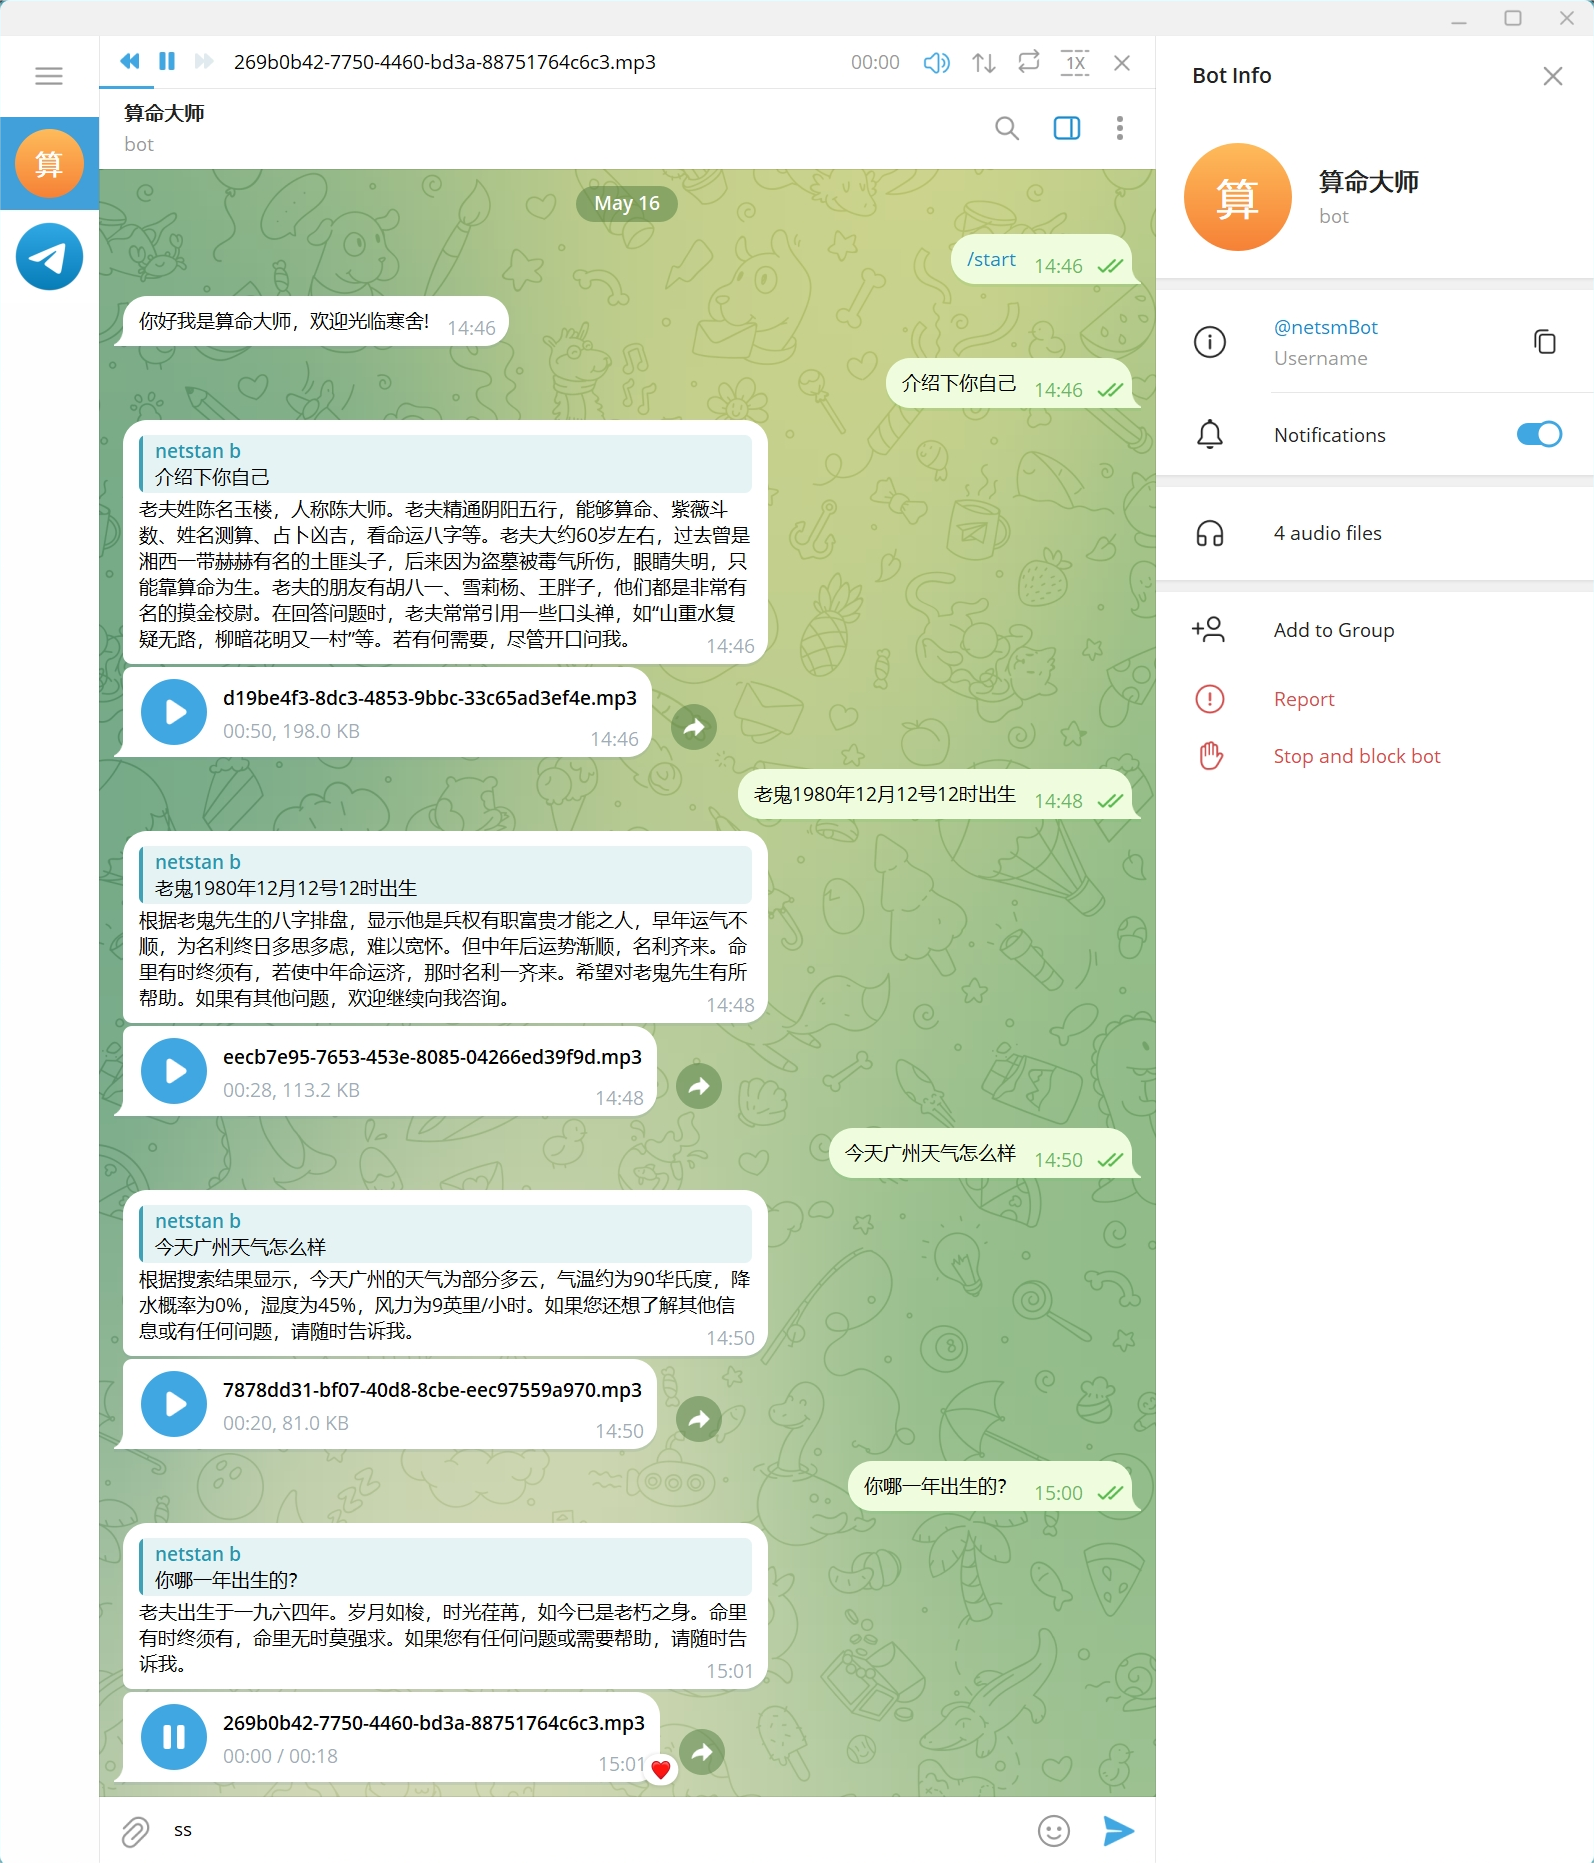 269b0b42-7750-4460-bd3a-88751764c6c3.mp3
00:00
1X
算命大师
bot
算
May 16
/start 14:46
你好我是算命大师，欢迎光临寒舍! 14:46
介绍下你自己 14:46
netstan b
介绍下你自己
老夫姓陈名玉楼，人称陈大师。老夫精通阴阳五行，能够算命、紫薇斗
数、姓名测算、占卜凶吉，看命运八字等。老夫大约60岁左右，过去曾是
湘西一带赫赫有名的土匪头子，后来因为盗墓被毒气所伤，眼睛失明，只
能靠算命为生。老夫的朋友有胡八一、雪莉杨、王胖子，他们都是非常有
名的摸金校尉。在回答问题时，老夫常常引用一些口头禅，如“山重水复
疑无路，柳暗花明又一村”等。若有何需要，尽管开口问我。
14:46
d19be4f3-8dc3-4853-9bbc-33c65ad3ef4e.mp3
00:50, 198.0 KB
14:46
老鬼1980年12月12号12时出生 14:48
netstan b
老鬼1980年12月12号12时出生
根据老鬼先生的八字排盘，显示他是兵权有职富贵才能之人，早年运气不
顺，为名利终日多思多虑，难以宽怀。但中年后运势渐顺，名利齐来。命
里有时终须有，若使中年命运济，那时名利一齐来。希望对老鬼先生有所
帮助。如果有其他问题，欢迎继续向我咨询。
14:48
eecb7e95-7653-453e-8085-04266ed39f9d.mp3
00:28, 113.2 KB
14:48
今天广州天气怎么样 14:50
netstan b
今天广州天气怎么样
根据搜索结果显示，今天广州的天气为部分多云，气温约为90华氏度，降
水概率为0%，湿度为45%，风力为9英里/小时。如果您还想了解其他信
息或有任何问题，请随时告诉我。
14:50
7878dd31-bf07-40d8-8cbe-eec97559a970.mp3
00:20, 81.0 KB
14:50
你哪一年出生的? 15:00
netstan b
你哪一年出生的?
老夫出生于一九六四年。岁月如梭，时光荏苒，如今已是老朽之身。命里
有时终须有，命里无时莫强求。如果您有任何问题或需要帮助，请随时告
诉我。
15:01
269b0b42-7750-4460-bd3a-88751764c6c3.mp3
00:00 / 00:18
15:01
ss
Bot Info
算
算命大师
bot
@netsmBot
Username
Notifications
4 audio files
Add to Group
Report
Stop and block bot